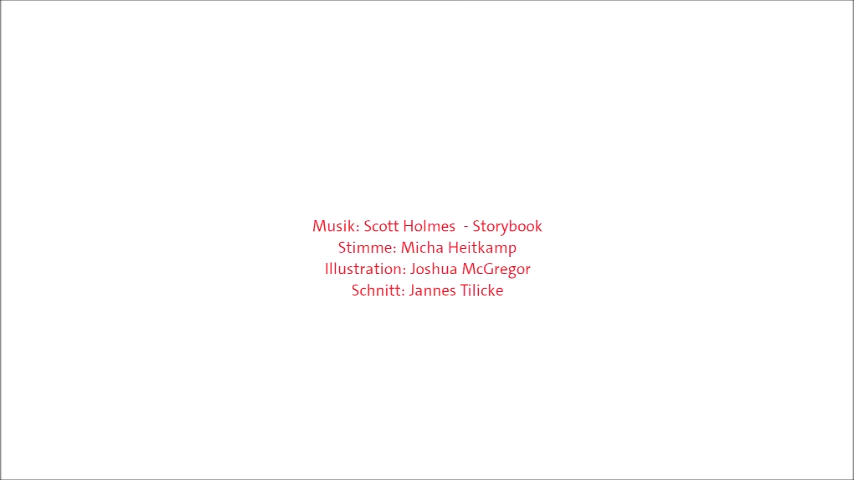 Musik: Scott Holmes  - Storybook
Stimme: Micha Heitkamp
Illustration: Joshua McGregor
Schnitt: Jannes Tilicke